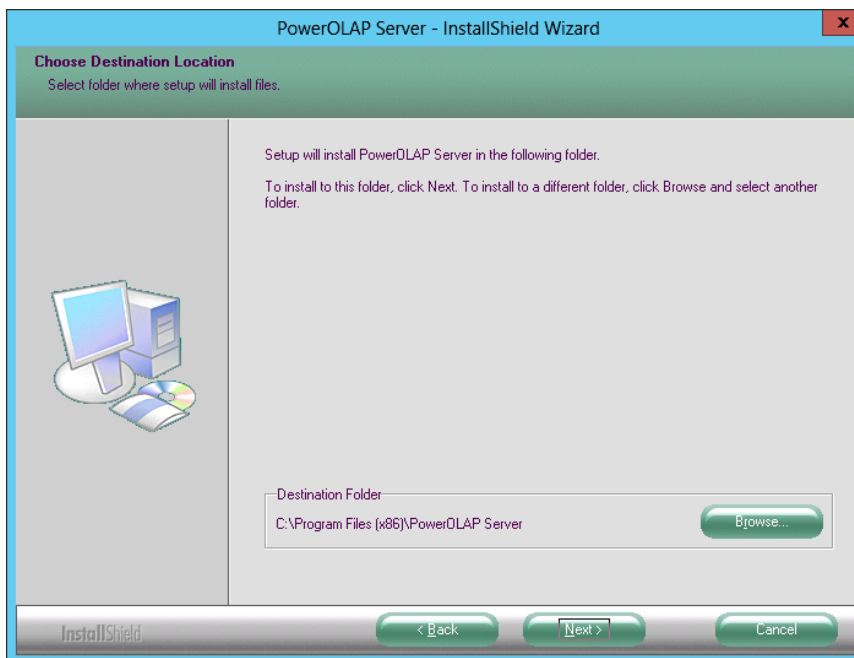 PowerOLAP Server - InstallShield Wizard
x
Choose Destination Location
Select folder where setup will install files.
Setup will install PowerOLAP Server in the following folder.
To install to this folder, click Next. To install to a different folder, click Browse and select another
folder.
Destination Folder
C:\Program Files (x86)\PowerOLAP Server
Browse...
InstallShield
< Back
Next >
Cancel